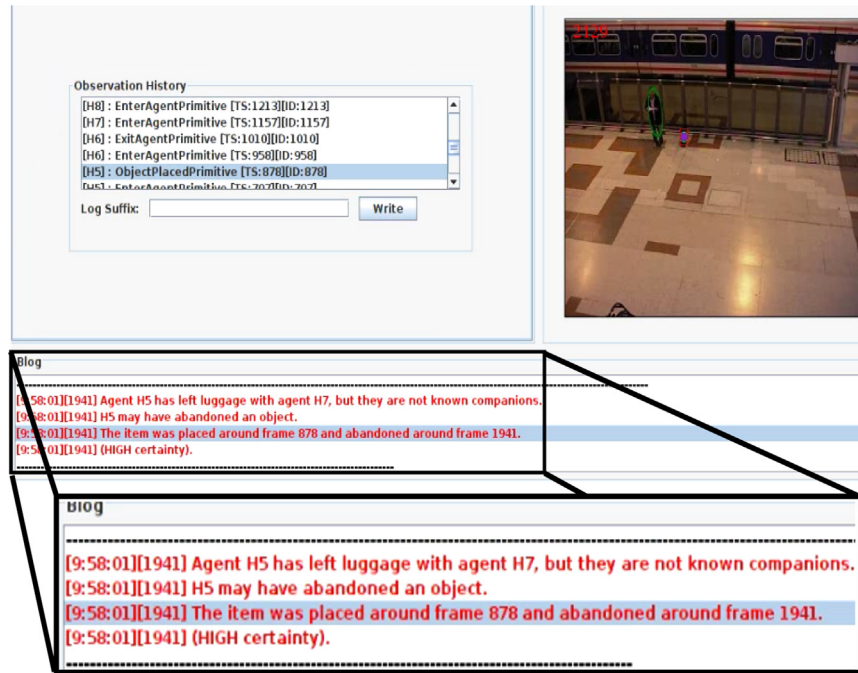 Observation History
[H8] : EnterAgentPrimitive [TS:1213][ID:1213]
[H7] : EnterAgentPrimitive [TS:1157][ID:1157]
[H6] : ExitAgentPrimitive [TS:1010][ID:1010]
[H6] : EnterAgentPrimitive [TS:958][ID:958]
[H5] : ObjectPlacedPrimitive [TS:878][ID:878]
[H5] : EnterAgentPrimitive [TS:707][ID:707]
Log Suffix:
Write
2129
Blog
[9:58:01][1941] Agent H5 has left luggage with agent H7, but they are not known companions.
[9:58:01][1941] H5 may have abandoned an object.
[9:58:01][1941] The item was placed around frame 878 and abandoned around frame 1941.
[9:58:01][1941] (HIGH certainty).
Blog
[9:58:01][1941] Agent H5 has left luggage with agent H7, but they are not known companions.
[9:58:01][1941] H5 may have abandoned an object.
[9:58:01][1941] The item was placed around frame 878 and abandoned around frame 1941.
[9:58:01][1941] (HIGH certainty).